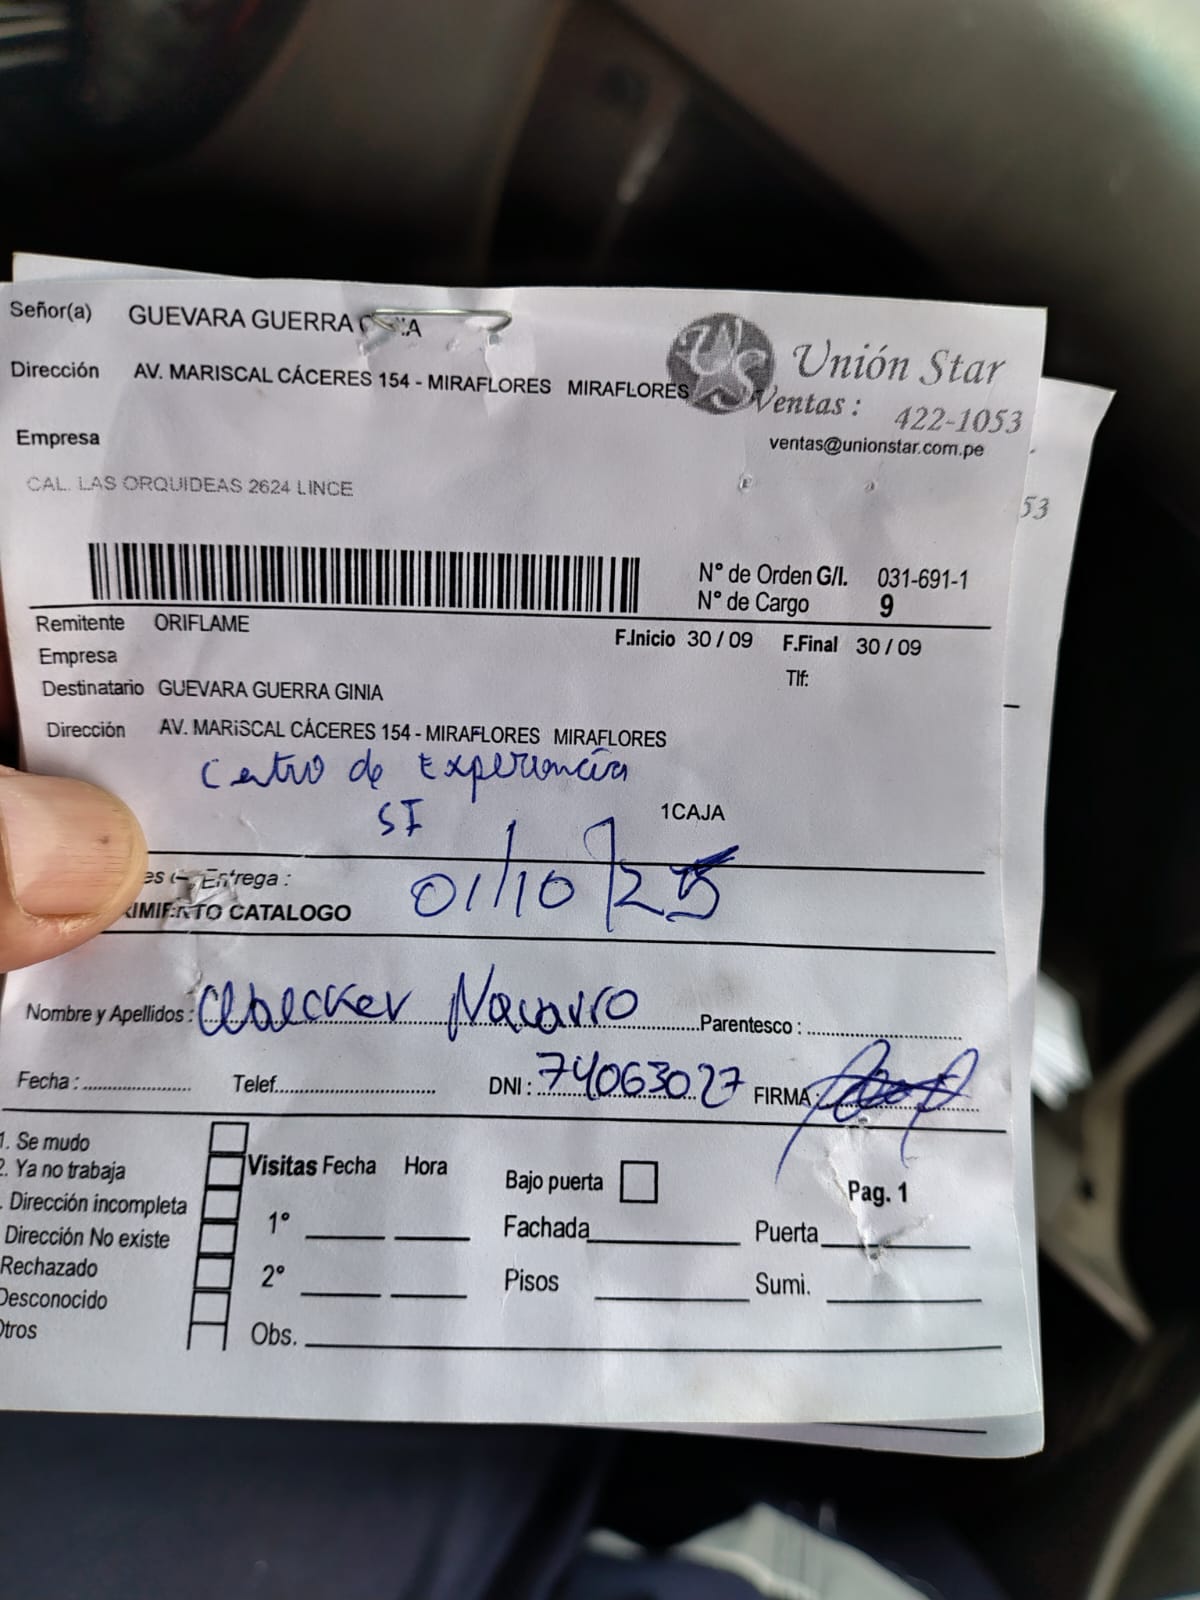 Señor(a) GUEVARA GUERRA
Dirección AV. MARISCAL CÁCERES 154 - MIRAFLORES MIRAFLORES
US Unión Star
Ventas : 422-1053
Empresa
ventas@unionstar.com.pe
CAL. LAS ORQUIDEAS 2624 LINCE
53
N° de Orden G/I. 031-691-1
N° de Cargo 9
Remitente ORIFLAME
F.Inicio 30 / 09 F.Final 30 / 09
Empresa
Tlf:
Destinatario GUEVARA GUERRA GINIA
Dirección AV. MARISCAL CÁCERES 154 - MIRAFLORES MIRAFLORES
Centro de Experiencia
SI
1CAJA
Entrega :
01/10/25
CATALOGO
Nombre y Apellidos : Navarro Parentesco :
Fecha : Telef. DNI : 74063027 FIRMA:
1. Se mudo
2. Ya no trabaja
Dirección incompleta
Dirección No existe
Rechazado
Desconocido
Otros
Visitas Fecha Hora
1°
2°
Obs.
Bajo puerta
Pag. 1
Fachada Puerta
Pisos Sumi.